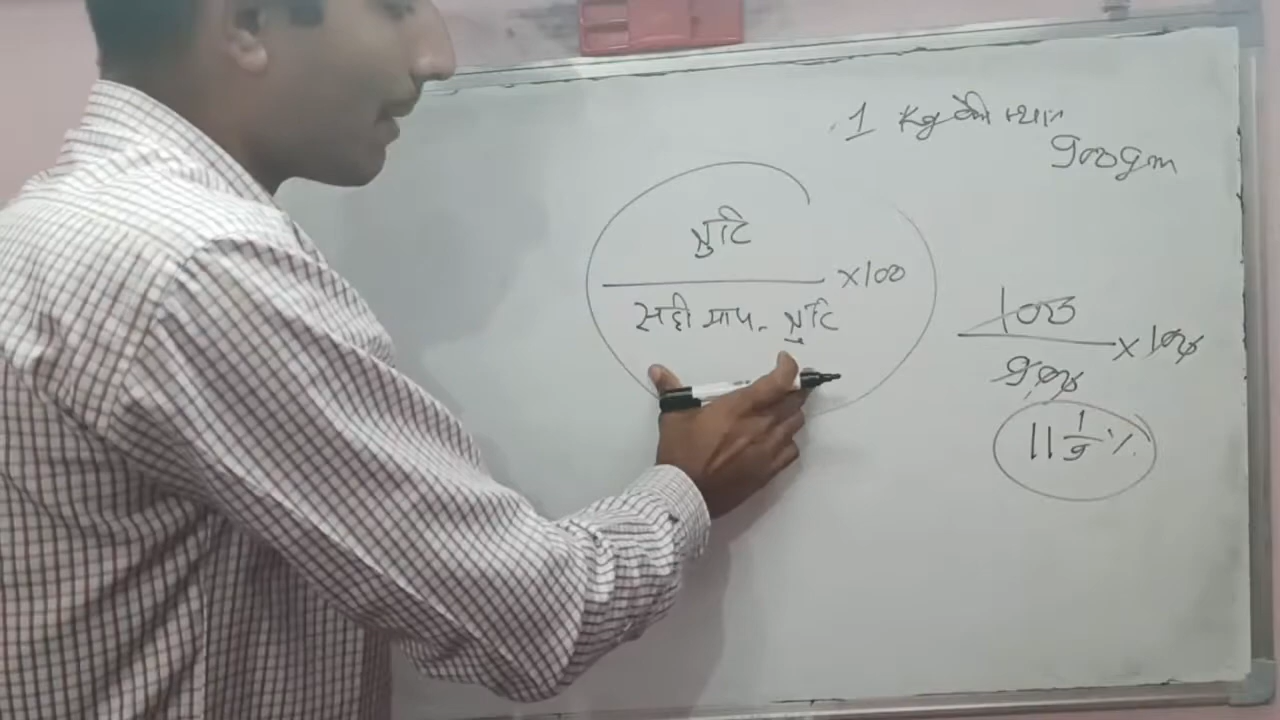 1 Kg की स्थान
900gm
त्रुटि
सही माप - त्रुटि
×100
100
900
×100
11 1/9 %